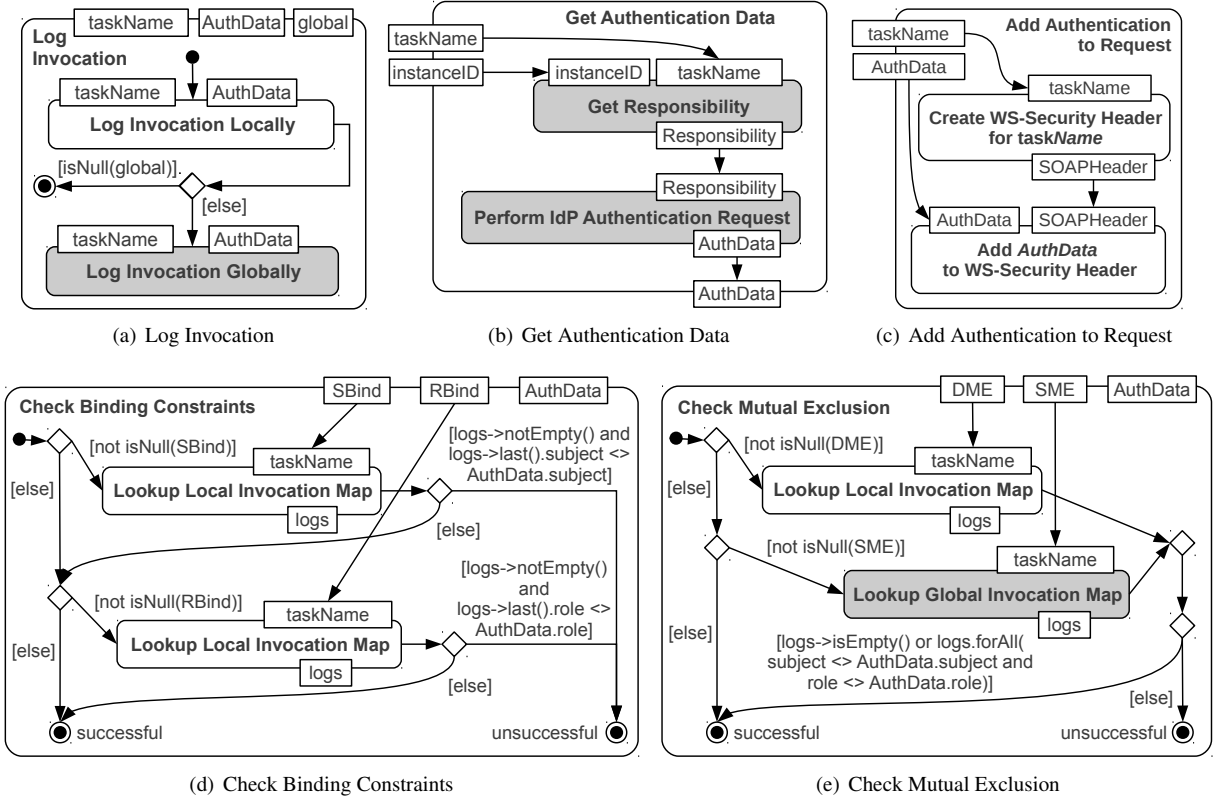 taskName AuthData global
Log
Invocation
taskName AuthData
Log Invocation Locally
[isNull(global)].
[else]
taskName AuthData
Log Invocation Globally
(a) Log Invocation
Get Authentication Data
taskName
instanceID instanceID taskName
Get Responsibility
Responsibility
Responsibility
Perform IdP Authentication Request
AuthData
AuthData
(b) Get Authentication Data
Add Authentication
to Request
taskName
AuthData
taskName
Create WS-Security Header
for taskName
SOAPHeader
AuthData SOAPHeader
Add AuthData
to WS-Security Header
(c) Add Authentication to Request
SBind RBind AuthData
Check Binding Constraints
[not isNull(SBind)]
[logs->notEmpty() and
logs->last().subject <>
AuthData.subject]
taskName
[else]
Lookup Local Invocation Map
logs
[else]
[logs->notEmpty()
and
logs->last().role <>
AuthData.role]
[not isNull(RBind)]
taskName
Lookup Local Invocation Map
[else]
logs
[else]
successful
unsuccessful
(d) Check Binding Constraints
DME SME AuthData
Check Mutual Exclusion
[not isNull(DME)]
taskName
[else]
Lookup Local Invocation Map
logs
[not isNull(SME)]
taskName
Lookup Global Invocation Map
logs
[logs->isEmpty() or logs.forAll(
subject <> AuthData.subject and
role <> AuthData.role)]
[else]
[else]
successful
unsuccessful
(e) Check Mutual Exclusion